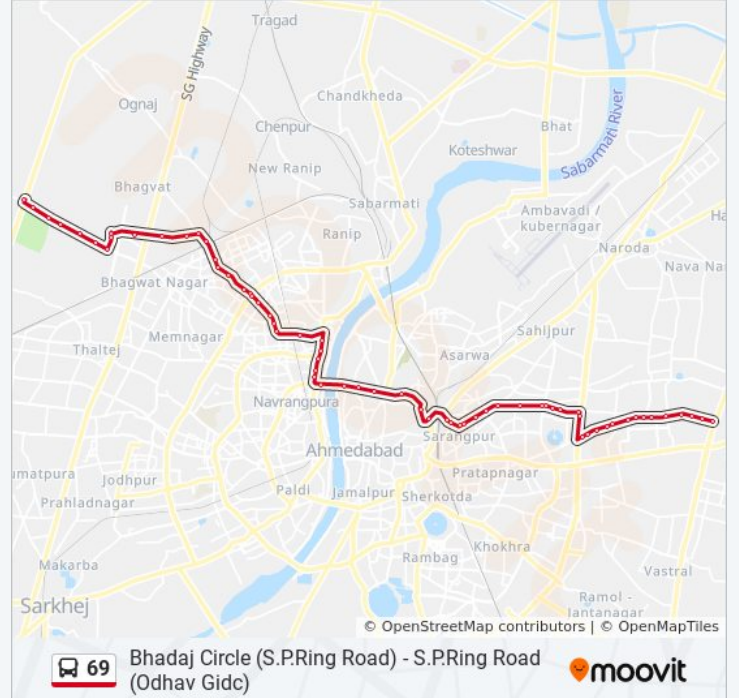 Tragad
SG Highway
Ognaj
Chandkheda
Chenpur
Bhat
Koteshwar
Sabarmati River
New Ranip
Bhagvat
Sabarmati
Ambavadi /
kubernagar
Ha
Ranip
Naroda
Nava Na
Bhagwat Nagar
Memnagar
Sahijpur
Thaltej
Asarwa
Navrangpura
Sarangpur
Ahmedabad
Pratapnagar
umatpura
Jodhpur
Paldi
Jamalpur
Sherkotda
Prahladnagar
Khokhra
Rambag
Makarba
Vastral
Ramol -
Jantanagar
Sarkhej
© OpenStreetMap contributors | © OpenMapTiles
69
Bhadaj Circle (S.P.Ring Road) - S.P.Ring Road
(Odhav Gidc)
moovit